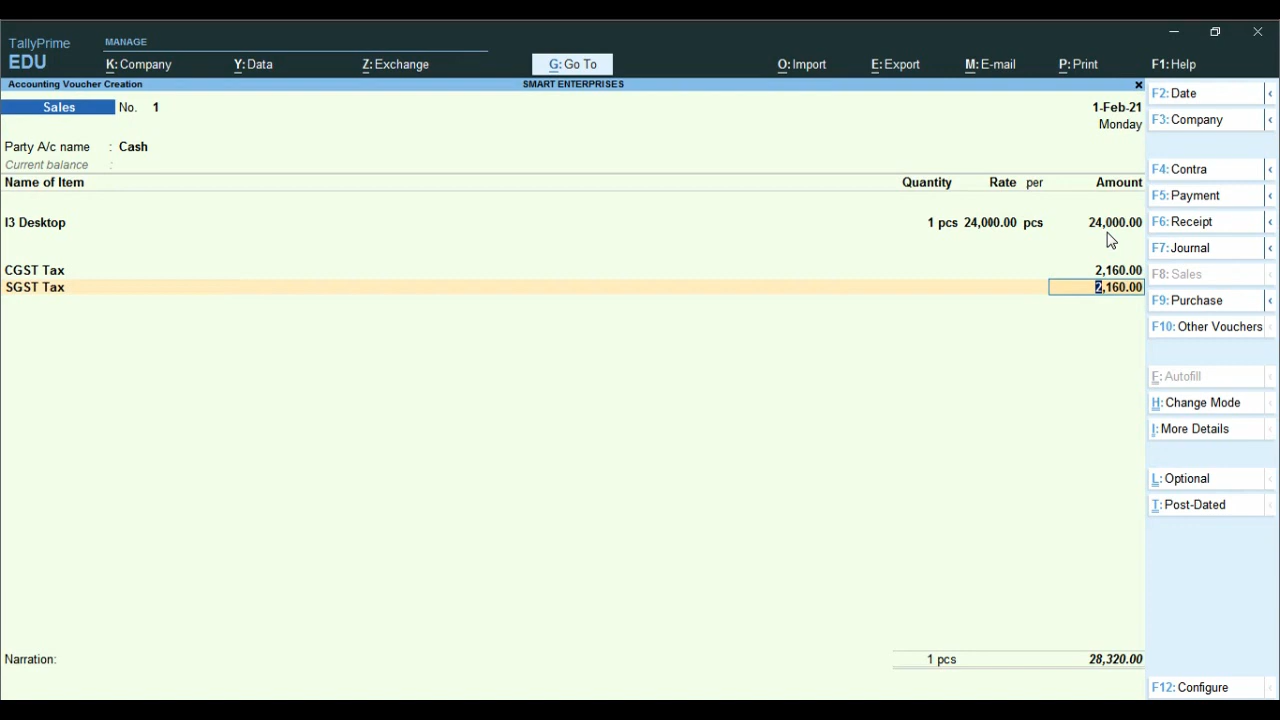 TallyPrime
EDU
MANAGE
K: Company Y: Data Z: Exchange G: Go To O: Import E: Export M: E-mail P: Print F1: Help
Accounting Voucher Creation SMART ENTERPRISES
Sales No. 1 1-Feb-21
Monday
Party A/c name : Cash
Current balance :
Name of Item Quantity Rate per Amount
I3 Desktop 1 pcs 24,000.00 pcs 24,000.00
CGST Tax 2,160.00
SGST Tax 2,160.00
Narration: 1 pcs 28,320.00
F2: Date
F3: Company
F4: Contra
F5: Payment
F6: Receipt
F7: Journal
F8: Sales
F9: Purchase
F10: Other Vouchers
E: Autofill
H: Change Mode
I: More Details
L: Optional
T: Post-Dated
F12: Configure